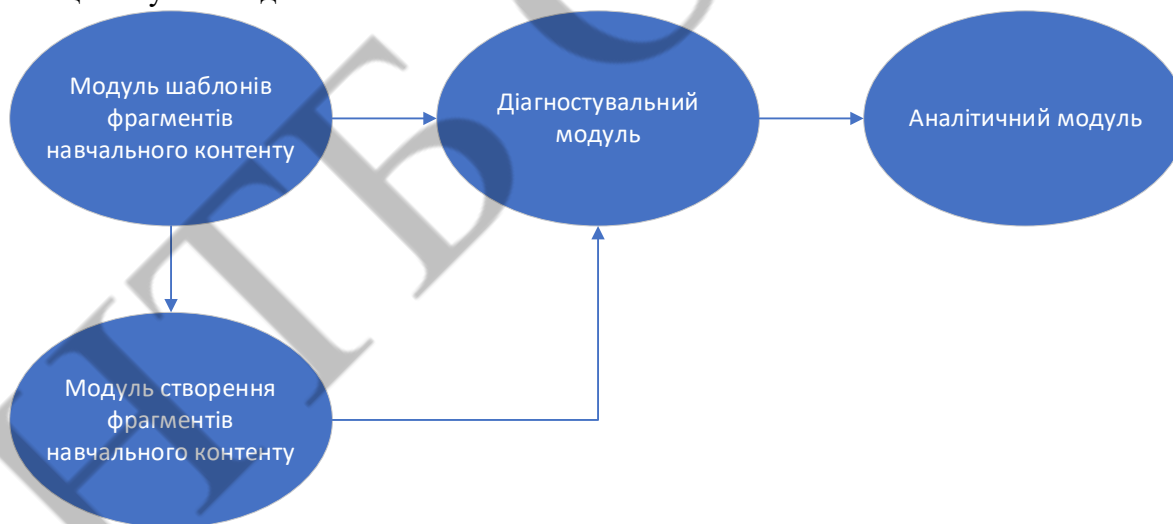 Модуль шаблонів
фрагментів
навчального контенту
Діагностувальний
модуль
Аналітичний модуль
Модуль створення
фрагментів
навчального контенту